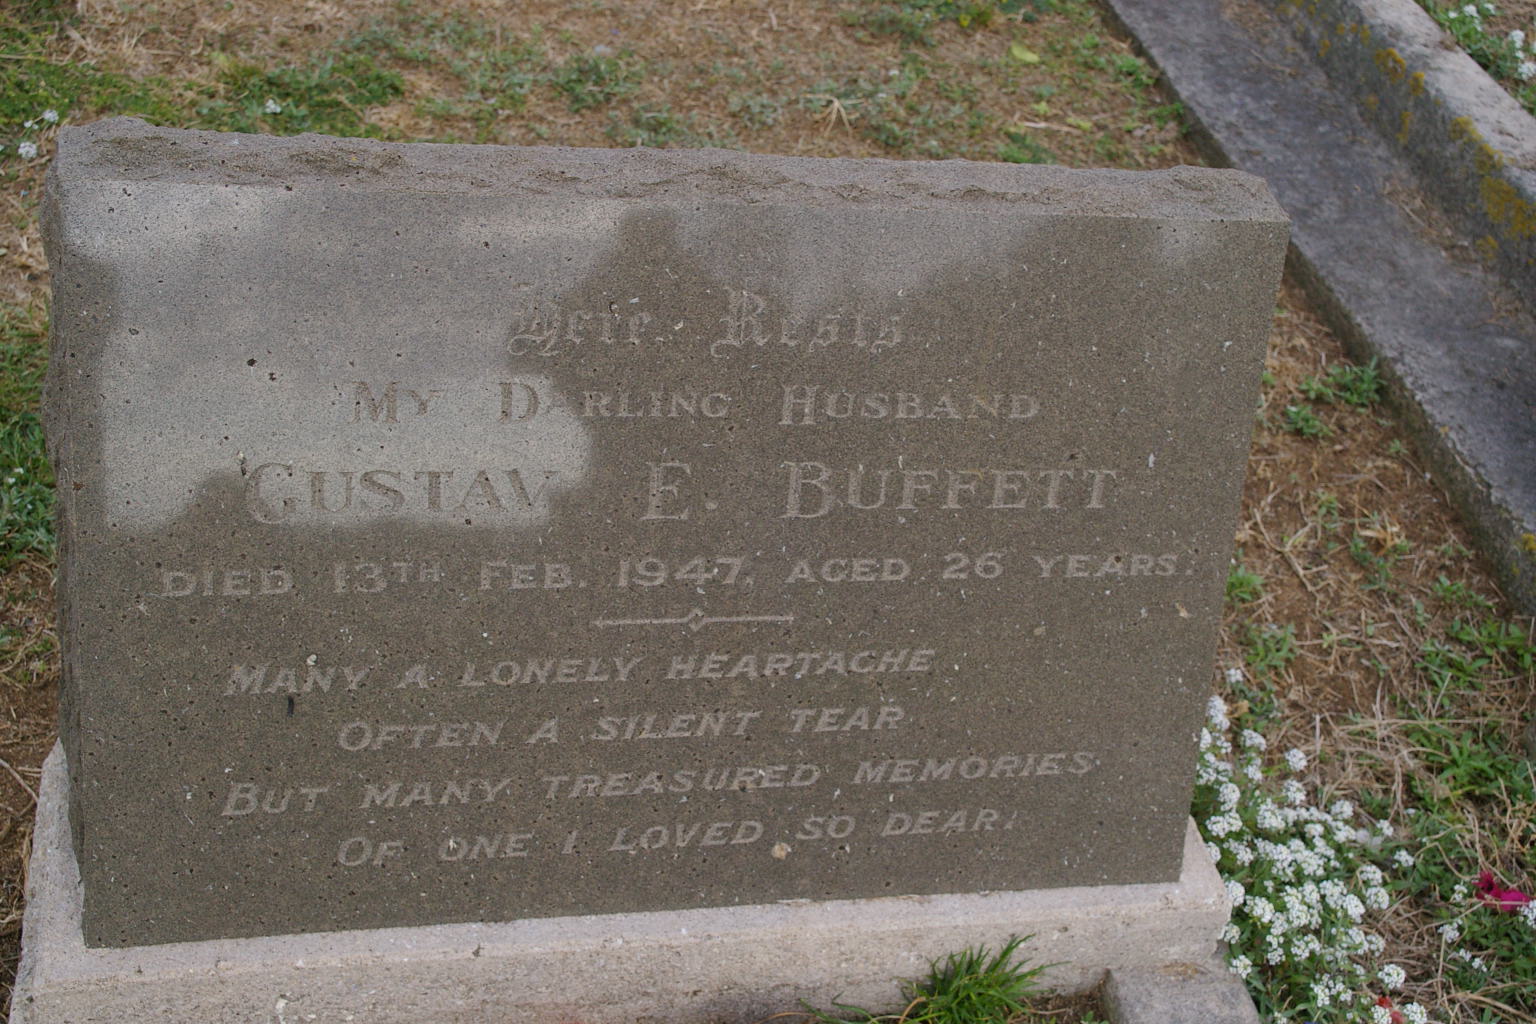 Here Rests
My Darling Husband
Gustav E. Buffett
died 13th Feb. 1947, aged 26 years.
Many a lonely heartache
Often a silent tear
But many treasured memories
Of one I loved so dear.